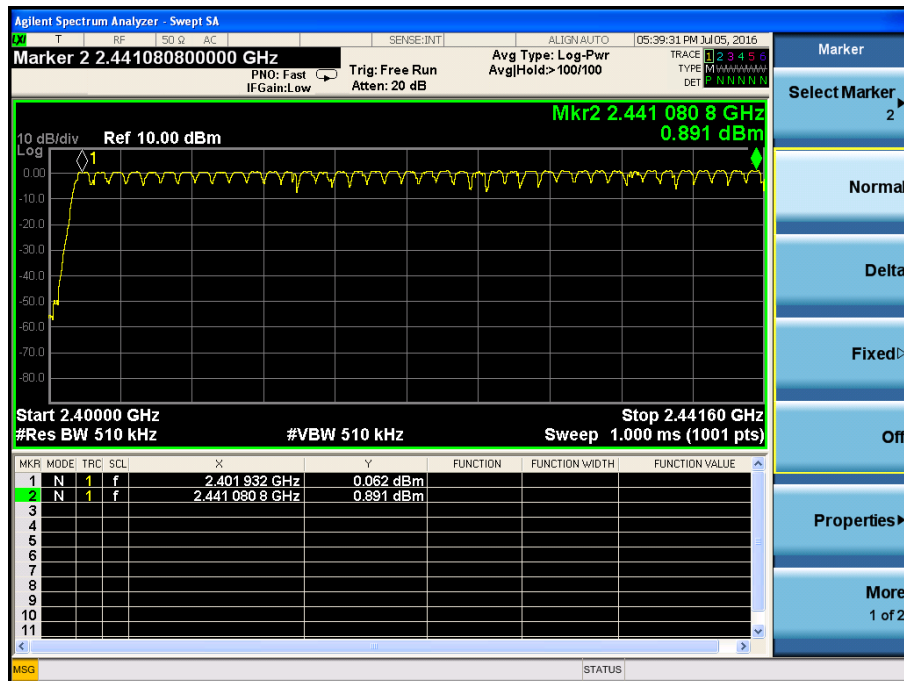 Agilent Spectrum Analyzer - Swept SA
LXI T RF 50 Ω AC SENSE:INT ALIGN AUTO 05:39:31 PM Jul 05, 2016
Marker 2 2.441080800000 GHz
PNO: Fast
IFGain:Low
Trig: Free Run
Atten: 20 dB
Avg Type: Log-Pwr
Avg|Hold:>100/100
TRACE 1 2 3 4 5 6
TYPE M WWWWW
DET P N N N N N
Mkr2 2.441 080 8 GHz
0.891 dBm
10 dB/div Ref 10.00 dBm
Log
1
0.00
-10.0
-20.0
-30.0
-40.0
-50.0
-60.0
-70.0
-80.0
Start 2.40000 GHz Stop 2.44160 GHz
#Res BW 510 kHz #VBW 510 kHz Sweep 1.000 ms (1001 pts)
MKR MODE TRC SCL X Y FUNCTION FUNCTION WIDTH FUNCTION VALUE
1 N 1 f 2.401 932 GHz 0.062 dBm
2 N 1 f 2.441 080 8 GHz 0.891 dBm
3
4
5
6
7
8
9
10
11
MSG STATUS
Marker
Select Marker
2
Normal
Delta
Fixed
Off
Properties
More
1 of 2